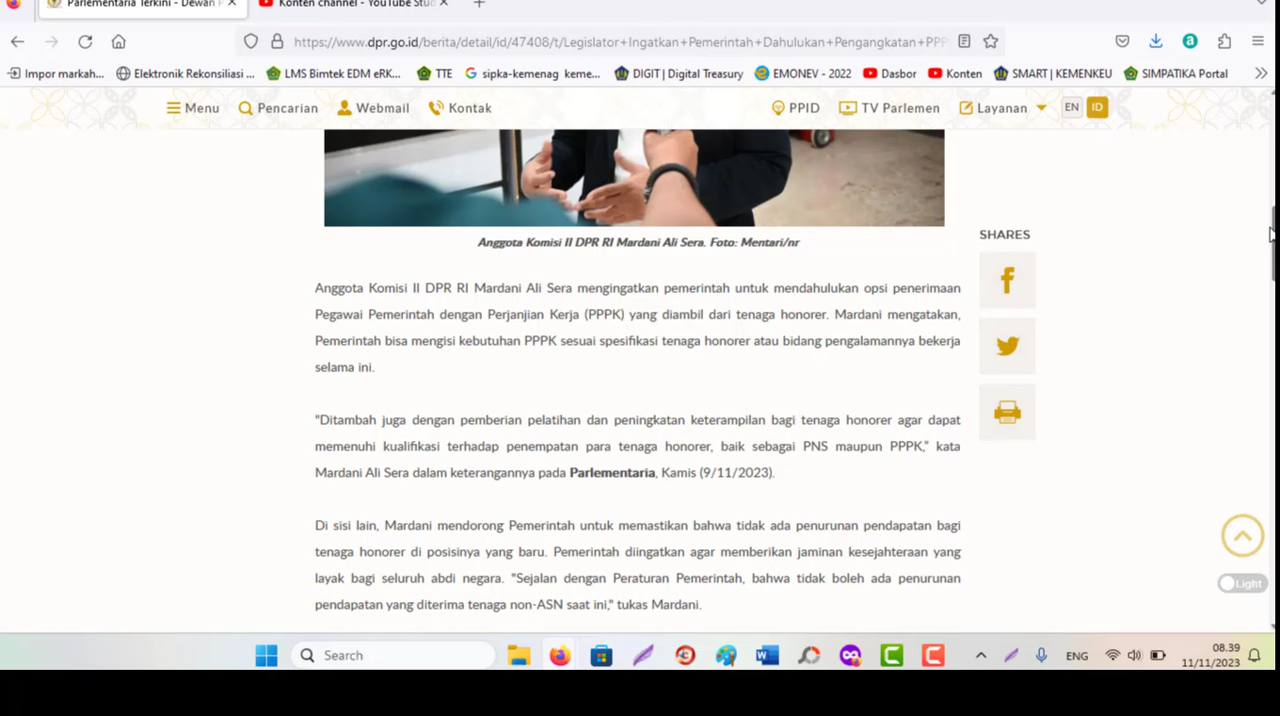 Parlementaria Terkini - Dewan P
Konten channel - YouTube Stud
https://www.dpr.go.id/berita/detail/id/47408/t/Legislator+Ingatkan+Pemerintah+Dahulukan+Pengangkatan+PPP
Impor markah...
Elektronik Rekonsiliasi ...
LMS Bimtek EDM eRK...
TTE
sipka-kemenag keme...
DIGIT | Digital Treasury
EMONEV - 2022
Dasbor
Konten
SMART | KEMENKEU
SIMPATIKA Portal
Menu
Pencarian
Webmail
Kontak
PPID
TV Parlemen
Layanan
EN
ID
Anggota Komisi II DPR RI Mardani Ali Sera. Foto: Mentari/nr
SHARES
Anggota Komisi II DPR RI Mardani Ali Sera mengingatkan pemerintah untuk mendahulukan opsi penerimaan
Pegawai Pemerintah dengan Perjanjian Kerja (PPPK) yang diambil dari tenaga honorer. Mardani mengatakan,
Pemerintah bisa mengisi kebutuhan PPPK sesuai spesifikasi tenaga honorer atau bidang pengalamannya bekerja
selama ini.
"Ditambah juga dengan pemberian pelatihan dan peningkatan keterampilan bagi tenaga honorer agar dapat
memenuhi kualifikasi terhadap penempatan para tenaga honorer, baik sebagai PNS maupun PPPK," kata
Mardani Ali Sera dalam keterangannya pada Parlementaria, Kamis (9/11/2023).
Di sisi lain, Mardani mendorong Pemerintah untuk memastikan bahwa tidak ada penurunan pendapatan bagi
tenaga honorer di posisinya yang baru. Pemerintah diingatkan agar memberikan jaminan kesejahteraan yang
layak bagi seluruh abdi negara. "Sejalan dengan Peraturan Pemerintah, bahwa tidak boleh ada penurunan
pendapatan yang diterima tenaga non-ASN saat ini," tukas Mardani.
Light
Search
ENG
08.39
11/11/2023